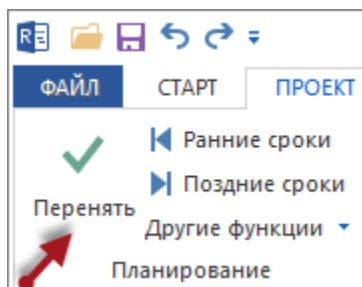 ФАЙЛ СТАРТ ПРОЕКТ
Ранние сроки
Поздние сроки
Перенять
Другие функции
Планирование